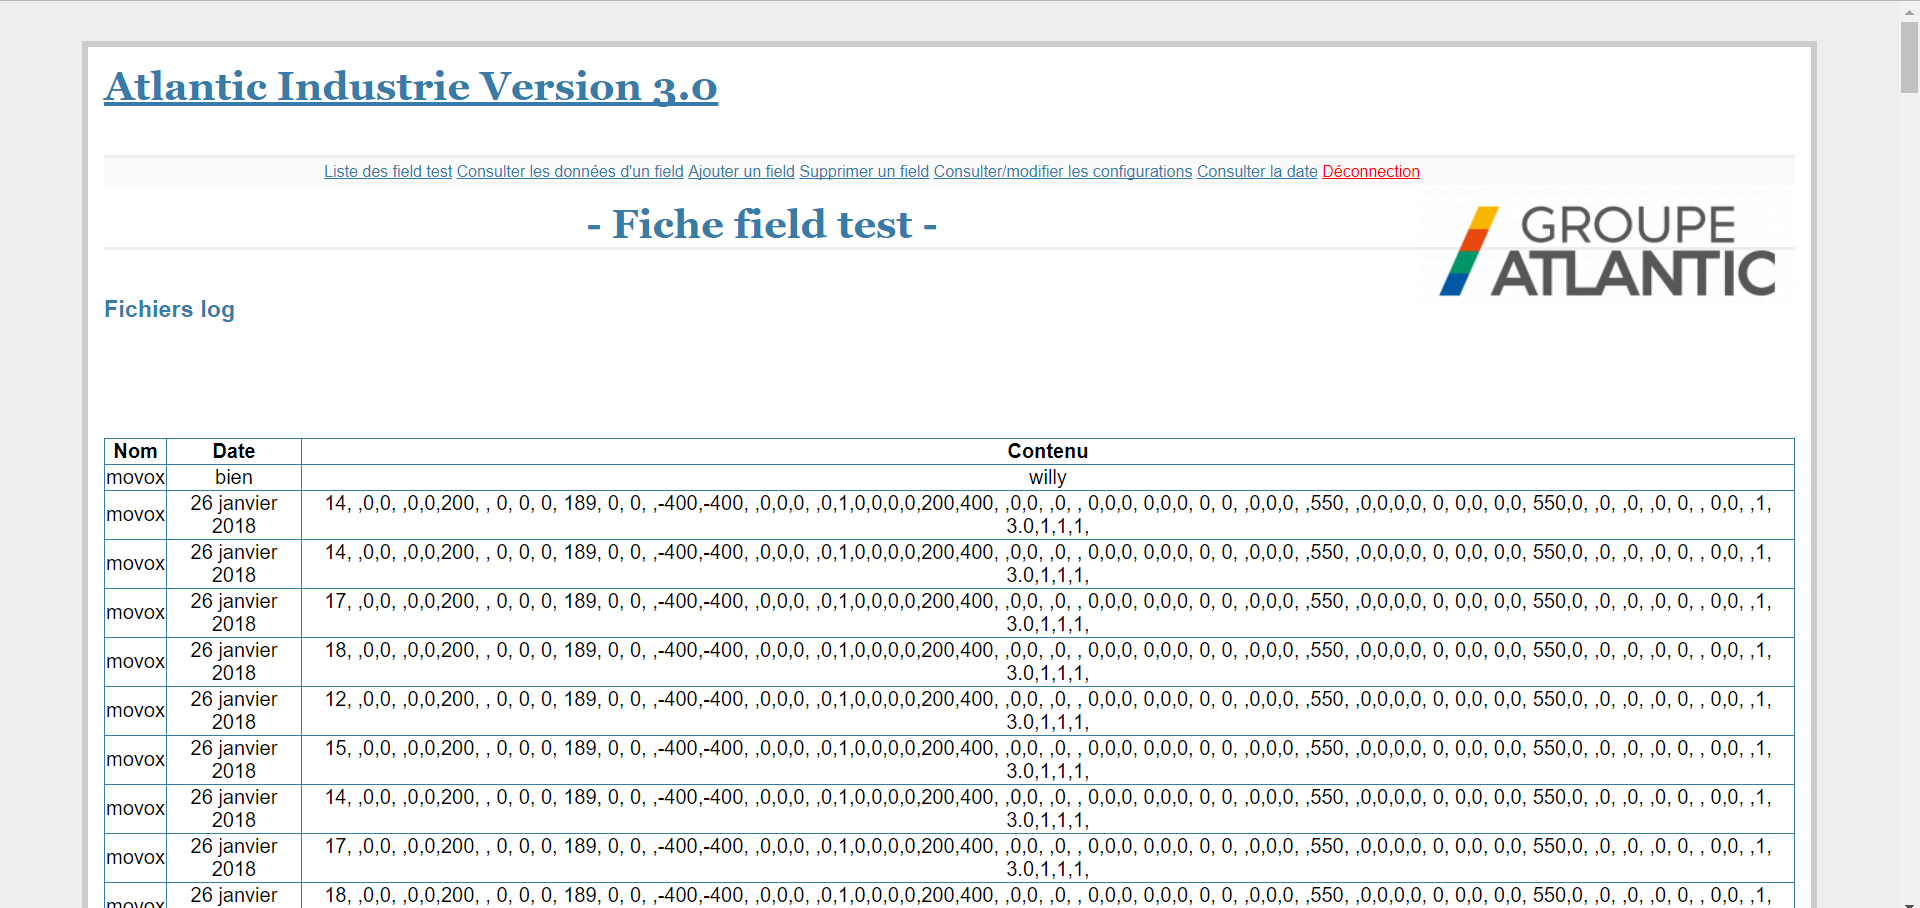 Atlantic Industrie Version 3.0
Liste des field test Consulter les données d'un field Ajouter un field Supprimer un field Consulter/modifier les configurations Consulter la date Déconnection
- Fiche field test -
GROUPE
ATLANTIC
Fichiers log
Nom Date Contenu
movox bien willy
movox 26 janvier 2018 14, ,0,0, ,0,0,200, , 0, 0, 0, 189, 0, 0, ,-400,-400, ,0,0,0, ,0,1,0,0,0,0,200,400, ,0,0, ,0, , 0,0,0, 0,0,0, 0, 0, ,0,0,0, ,550, ,0,0,0,0, 0, 0,0, 0,0, 550,0, ,0, ,0, ,0, 0, , 0,0, ,1,
3.0,1,1,1,
movox 26 janvier 2018 14, ,0,0, ,0,0,200, , 0, 0, 0, 189, 0, 0, ,-400,-400, ,0,0,0, ,0,1,0,0,0,0,200,400, ,0,0, ,0, , 0,0,0, 0,0,0, 0, 0, ,0,0,0, ,550, ,0,0,0,0, 0, 0,0, 0,0, 550,0, ,0, ,0, ,0, 0, , 0,0, ,1,
3.0,1,1,1,
movox 26 janvier 2018 17, ,0,0, ,0,0,200, , 0, 0, 0, 189, 0, 0, ,-400,-400, ,0,0,0, ,0,1,0,0,0,0,200,400, ,0,0, ,0, , 0,0,0, 0,0,0, 0, 0, ,0,0,0, ,550, ,0,0,0,0, 0, 0,0, 0,0, 550,0, ,0, ,0, ,0, 0, , 0,0, ,1,
3.0,1,1,1,
movox 26 janvier 2018 18, ,0,0, ,0,0,200, , 0, 0, 0, 189, 0, 0, ,-400,-400, ,0,0,0, ,0,1,0,0,0,0,200,400, ,0,0, ,0, , 0,0,0, 0,0,0, 0, 0, ,0,0,0, ,550, ,0,0,0,0, 0, 0,0, 0,0, 550,0, ,0, ,0, ,0, 0, , 0,0, ,1,
3.0,1,1,1,
movox 26 janvier 2018 12, ,0,0, ,0,0,200, , 0, 0, 0, 189, 0, 0, ,-400,-400, ,0,0,0, ,0,1,0,0,0,0,200,400, ,0,0, ,0, , 0,0,0, 0,0,0, 0, 0, ,0,0,0, ,550, ,0,0,0,0, 0, 0,0, 0,0, 550,0, ,0, ,0, ,0, 0, , 0,0, ,1,
3.0,1,1,1,
movox 26 janvier 2018 15, ,0,0, ,0,0,200, , 0, 0, 0, 189, 0, 0, ,-400,-400, ,0,0,0, ,0,1,0,0,0,0,200,400, ,0,0, ,0, , 0,0,0, 0,0,0, 0, 0, ,0,0,0, ,550, ,0,0,0,0, 0, 0,0, 0,0, 550,0, ,0, ,0, ,0, 0, , 0,0, ,1,
3.0,1,1,1,
movox 26 janvier 2018 14, ,0,0, ,0,0,200, , 0, 0, 0, 189, 0, 0, ,-400,-400, ,0,0,0, ,0,1,0,0,0,0,200,400, ,0,0, ,0, , 0,0,0, 0,0,0, 0, 0, ,0,0,0, ,550, ,0,0,0,0, 0, 0,0, 0,0, 550,0, ,0, ,0, ,0, 0, , 0,0, ,1,
3.0,1,1,1,
movox 26 janvier 2018 17, ,0,0, ,0,0,200, , 0, 0, 0, 189, 0, 0, ,-400,-400, ,0,0,0, ,0,1,0,0,0,0,200,400, ,0,0, ,0, , 0,0,0, 0,0,0, 0, 0, ,0,0,0, ,550, ,0,0,0,0, 0, 0,0, 0,0, 550,0, ,0, ,0, ,0, 0, , 0,0, ,1,
3.0,1,1,1,
movox 26 janvier 18, ,0,0, ,0,0,200, , 0, 0, 0, 189, 0, 0, ,-400,-400, ,0,0,0, ,0,1,0,0,0,0,200,400, ,0,0, ,0, , 0,0,0, 0,0,0, 0, 0, ,0,0,0, ,550, ,0,0,0,0, 0, 0,0, 0,0, 550,0, ,0, ,0, ,0, 0, , 0,0, ,1,